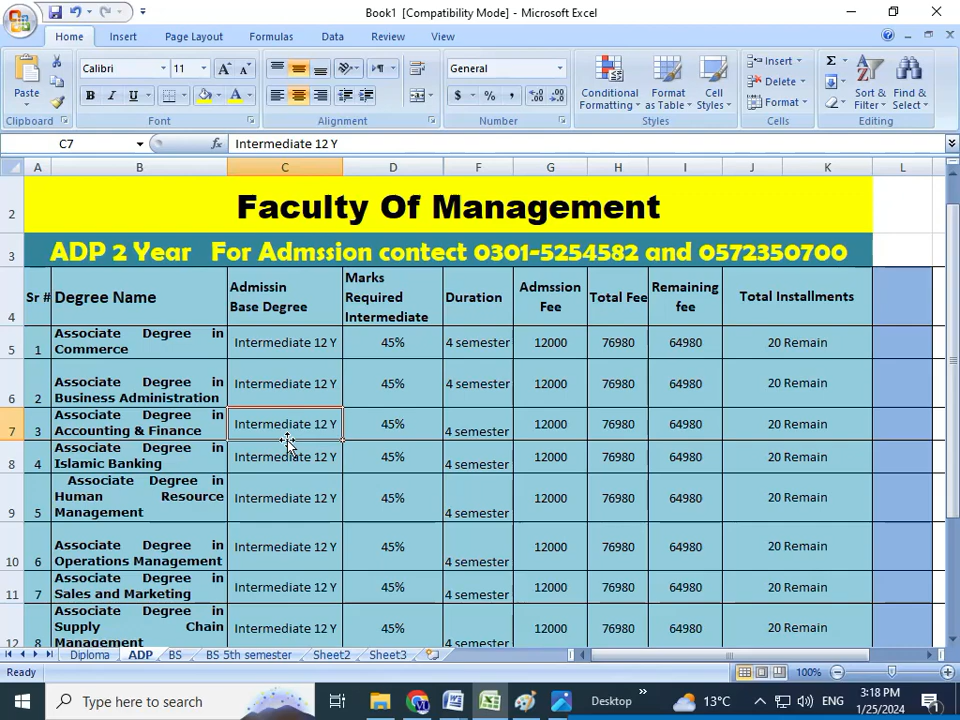 Book1 [Compatibility Mode] - Microsoft Excel
Home Insert Page Layout Formulas Data Review View
Paste
Calibri 11
B I U
General
$ % ,
Conditional Formatting
Format as Table
Cell Styles
Insert
Delete
Format
Σ
Sort & Filter
Find & Select
Clipboard Font Alignment Number Styles Cells Editing
C7 fx Intermediate 12 Y
A B C D F G H I J K L
2 Faculty Of Management
3 ADP 2 Year For Admssion contect 0301-5254582 and 0572350700
4 Sr # Degree Name Admissin Base Degree Marks Required Intermediate Duration Admssion Fee Total Fee Remaining fee Total Installments
5 1 Associate Degree in Commerce Intermediate 12 Y 45% 4 semester 12000 76980 64980 20 Remain
6 2 Associate Degree in Business Administration Intermediate 12 Y 45% 4 semester 12000 76980 64980 20 Remain
7 3 Associate Degree in Accounting & Finance Intermediate 12 Y 45% 4 semester 12000 76980 64980 20 Remain
8 4 Associate Degree in Islamic Banking Intermediate 12 Y 45% 4 semester 12000 76980 64980 20 Remain
9 5 Associate Degree in Human Resource Management Intermediate 12 Y 45% 4 semester 12000 76980 64980 20 Remain
10 6 Associate Degree in Operations Management Intermediate 12 Y 45% 4 semester 12000 76980 64980 20 Remain
11 7 Associate Degree in Sales and Marketing Intermediate 12 Y 45% 4 semester 12000 76980 64980 20 Remain
12 8 Associate Degree in Supply Chain Management Intermediate 12 Y 45% 4 semester 12000 76980 64980 20 Remain
Diploma ADP BS BS 5th semester Sheet2 Sheet3
Ready 100%
Type here to search Desktop 13°C ENG 3:18 PM
1/25/2024 1